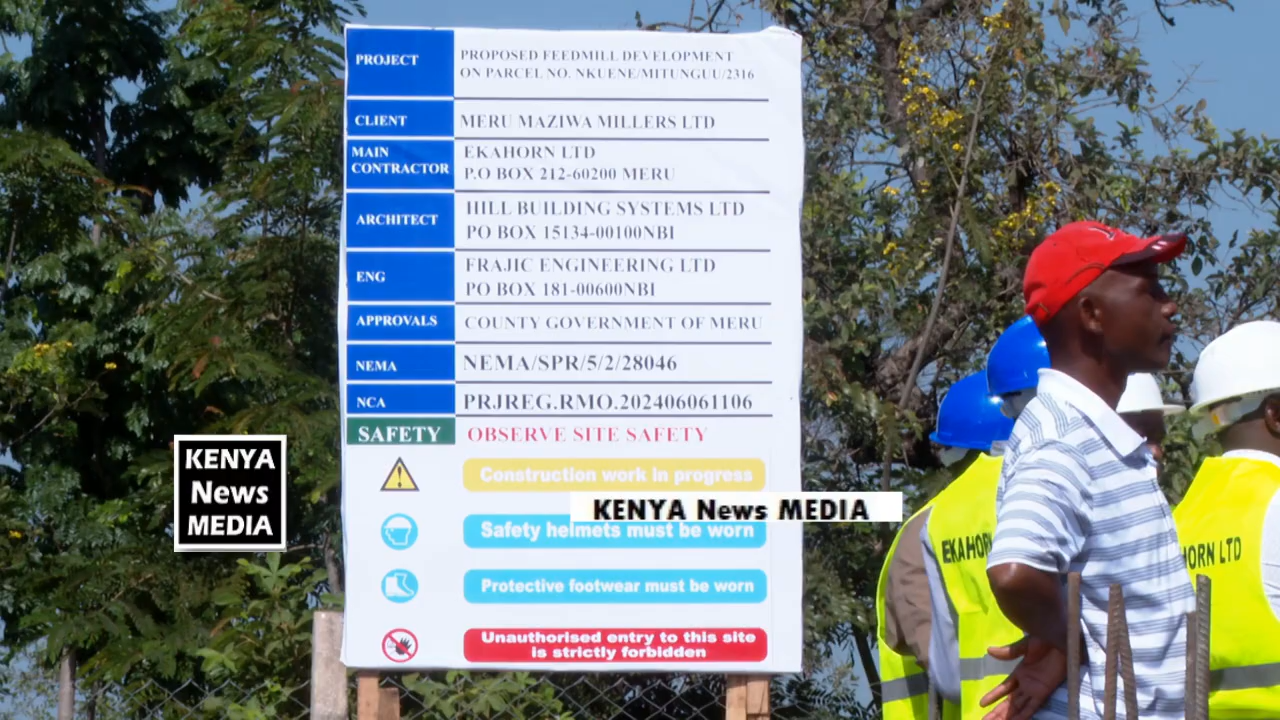 PROJECT
PROPOSED FEEDMILL DEVELOPMENT
ON PARCEL NO. NKUENE/MITUNGUU/2316
CLIENT
MERU MAZIWA MILLERS LTD
MAIN
CONTRACTOR
EKAHORN LTD
P.O BOX 212-60200 MERU
ARCHITECT
HILL BUILDING SYSTEMS LTD
PO BOX 15134-00100NBI
ENG
FRAJIC ENGINEERING LTD
PO BOX 181-00600NBI
APPROVALS
COUNTY GOVERNMENT OF MERU
NEMA
NEMA/SPR/5/2/28046
NCA
PRJREG.RMO.202406061106
SAFETY
OBSERVE SITE SAFETY
Construction work in progress
Safety helmets must be worn
Protective footwear must be worn
Unauthorised entry to this site
is strictly forbidden
KENYA
News
MEDIA
KENYA News MEDIA
EKAHOR
HORN LTD